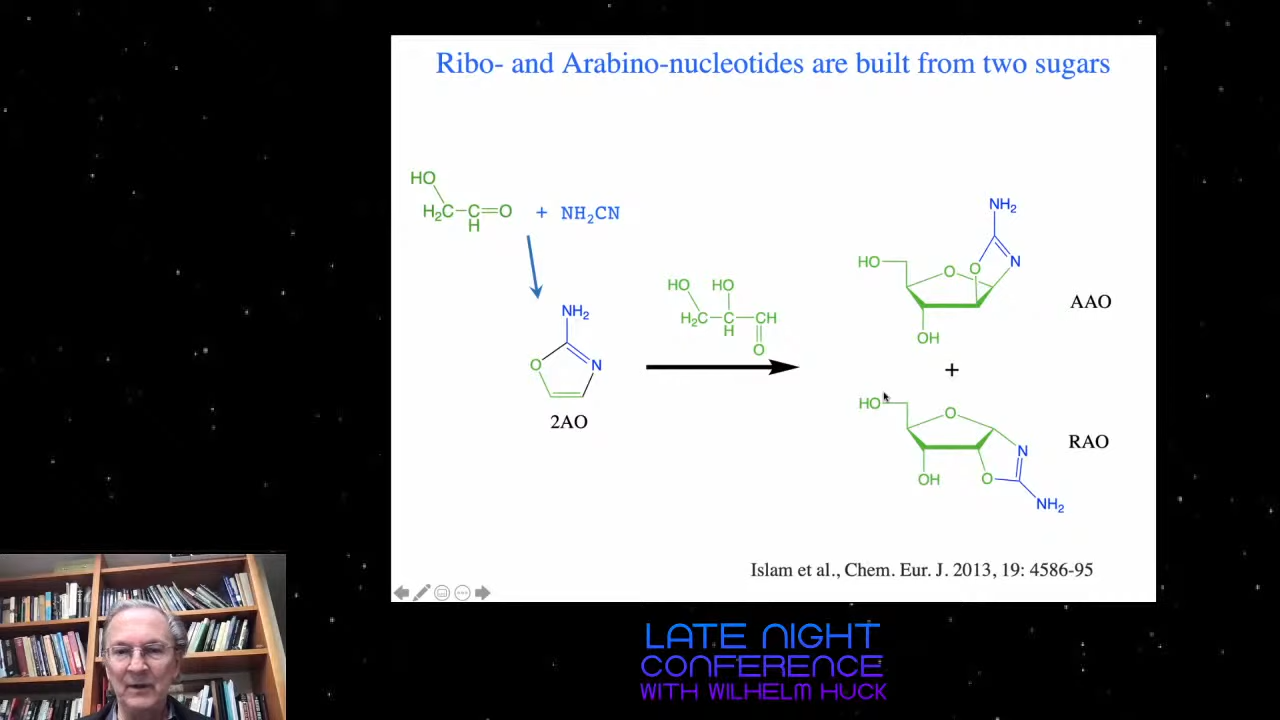 Ribo- and Arabino-nucleotides are built from two sugars
HO
H₂C C O
H
+ NH₂CN
NH₂
O N
2AO
HO HO
H₂C C CH
H
O
NH₂
HO O O N
OH
AAO
+
HO O
N
RAO
OH O
NH₂
Islam et al., Chem. Eur. J. 2013, 19: 4586-95
LATE NIGHT
CONFERENCE
WITH WILHELM HUCK